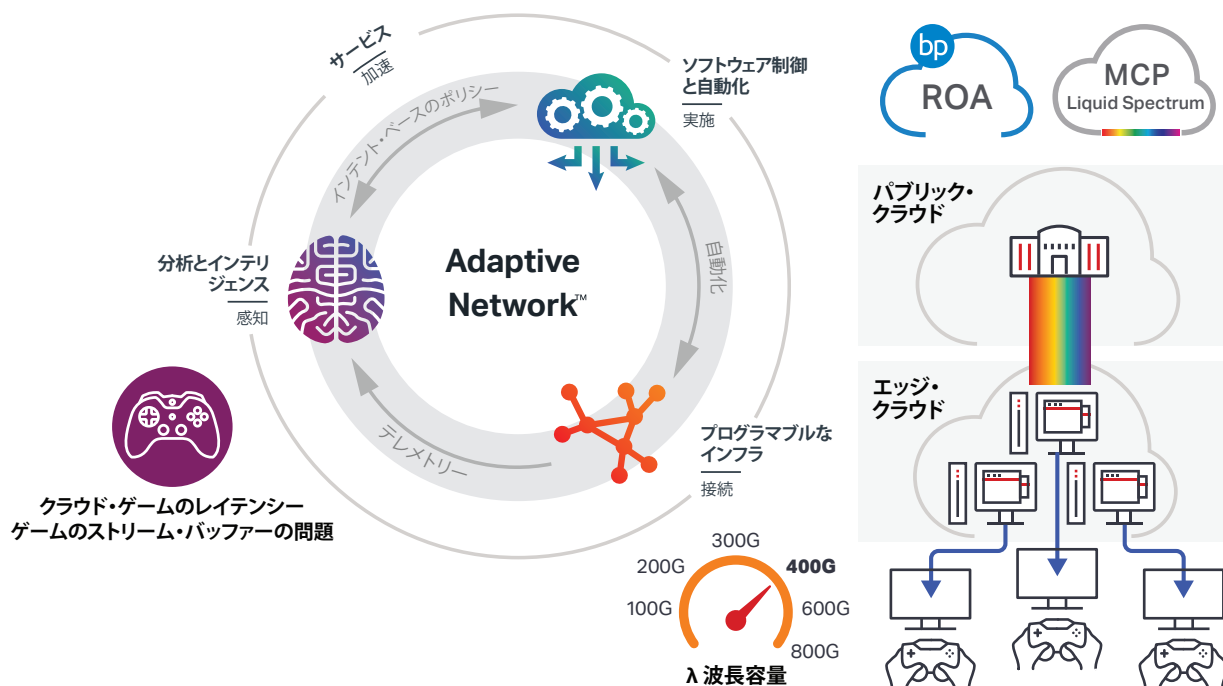 サービス
加速
インテント・ベースのポリシー
ソフトウェア制御
と自動化
実施
分析とインテリ
ジェンス
感知
Adaptive
Network™
自動化
テレメトリー
プログラマブルな
インフラ
接続
クラウド・ゲームのレイテンシー
ゲームのストリーム・バッファーの問題
100G
200G
300G
400G
600G
800G
λ 波長容量
bp
ROA
MCP
Liquid Spectrum
パブリック・
クラウド
エッジ・
クラウド